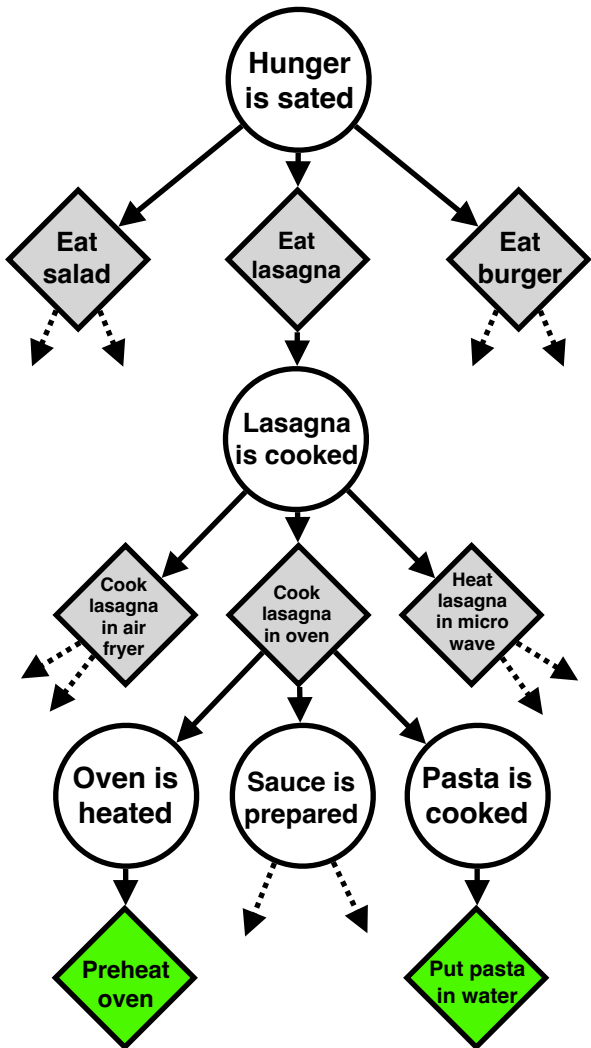 Hunger
is sated
Eat
salad
Eat
lasagna
Eat
burger
Lasagna
is cooked
Cook
lasagna
in air
fryer
Cook
lasagna
in oven
Heat
lasagna
in micro
wave
Oven is
heated
Sauce is
prepared
Pasta is
cooked
Preheat
oven
Put pasta
in water